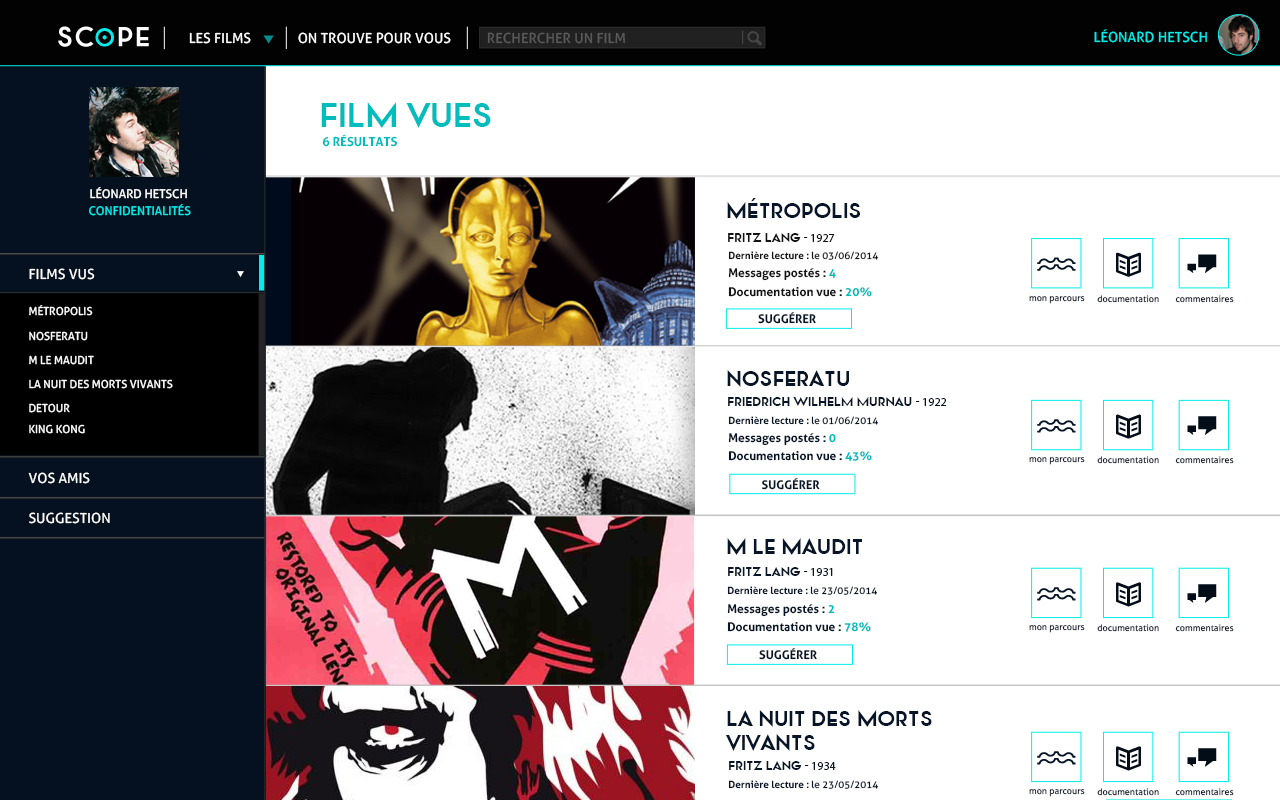 SCOPE
LES FILMS
ON TROUVE POUR VOUS
RECHERCHER UN FILM
LÉONARD HETSCH
LÉONARD HETSCH
CONFIDENTIALITÉS
FILMS VUS
MÉTROPOLIS
NOSFERATU
M LE MAUDIT
LA NUIT DES MORTS VIVANTS
DETOUR
KING KONG
VOS AMIS
SUGGESTION
FILM VUES
6 RÉSULTATS
MÉTROPOLIS
FRITZ LANG - 1927
Dernière lecture : le 03/06/2014
Messages postés : 4
Documentation vue : 20%
SUGGÉRER
mon parcours
documentation
commentaires
NOSFERATU
FRIEDRICH WILHELM MURNAU - 1922
Dernière lecture : le 01/06/2014
Messages postés : 0
Documentation vue : 43%
SUGGÉRER
mon parcours
documentation
commentaires
RESTORED TO ITS
ORIGINAL LENG
M
M LE MAUDIT
FRITZ LANG - 1931
Dernière lecture : le 23/05/2014
Messages postés : 2
Documentation vue : 78%
SUGGÉRER
mon parcours
documentation
commentaires
LA NUIT DES MORTS
VIVANTS
FRITZ LANG - 1934
Dernière lecture : le 23/05/2014
mon parcours
documentation
commentaires